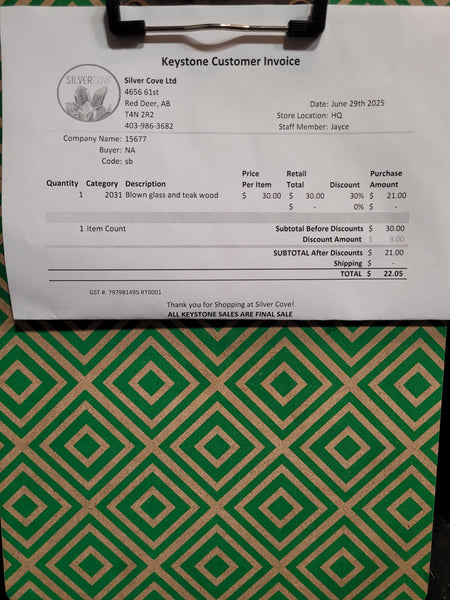 Keystone Customer Invoice
SILVERCOVE
Silver Cove Ltd
4656 61st
Red Deer, AB
T4N 2R2
403-986-3682
Date: June 29th 2025
Store Location: HQ
Staff Member: Jayce
Company Name: 15677
Buyer: NA
Code: sb
Quantity Category Description Price Per Item Retail Total Discount Purchase Amount
1 2031 Blown glass and teak wood $ 30.00 $ 30.00 30% $ 21.00
$ - 0% $ -
1 Item Count
Subtotal Before Discounts $ 30.00
Discount Amount $ 9.00
SUBTOTAL After Discounts $ 21.00
Shipping $ -
TOTAL $ 22.05
GST #: 797981495 RT0001
Thank you for Shopping at Silver Cove!
ALL KEYSTONE SALES ARE FINAL SALE